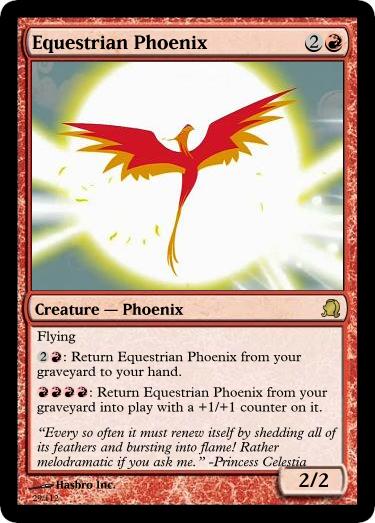 Equestrian Phoenix 2
Creature — Phoenix
Flying
2: Return Equestrian Phoenix from your
graveyard to your hand.
: Return Equestrian Phoenix from your
graveyard into play with a +1/+1 counter on it.
“Every so often it must renew itself by shedding all of
its feathers and bursting into flame! Rather
melodramatic if you ask me.” -Princess Celestia
2/2
Hasbro Inc.